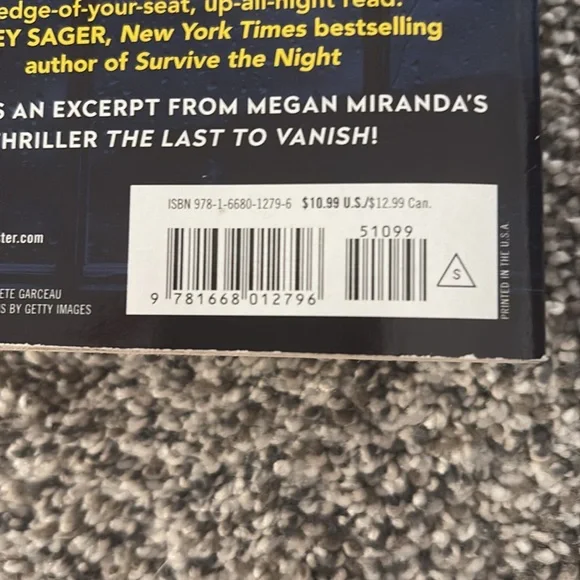 edge-of-your-seat, up-all-night read.
EY SAGER, New York Times bestselling
author of Survive the Night
S AN EXCERPT FROM MEGAN MIRANDA'S
THRILLER THE LAST TO VANISH!
ISBN 978-1-6680-1279-6 $10.99 U.S./$12.99 Can.
51099
9 781668 012796
S
ter.com
ETE GARCEAU
S BY GETTY IMAGES
PRINTED IN THE U.S.A.